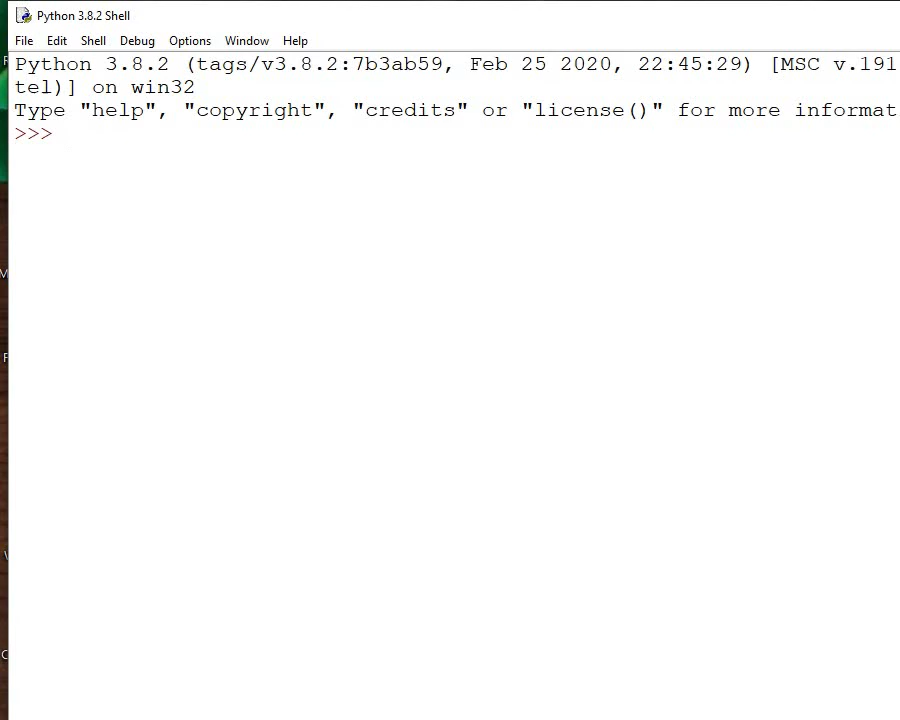 Python 3.8.2 Shell
File Edit Shell Debug Options Window Help
Python 3.8.2 (tags/v3.8.2:7b3ab59, Feb 25 2020, 22:45:29) [MSC v.191
tel)] on win32
Type "help", "copyright", "credits" or "license()" for more informat
>>>